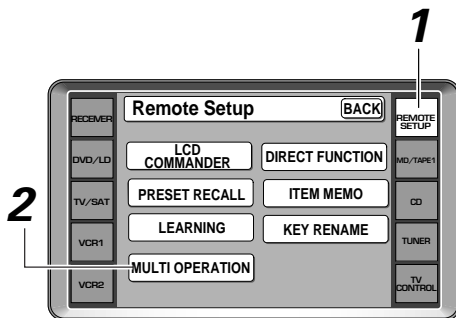 1
RECEIVER
Remote Setup
BACK
REMOTE
SETUP
DVD/LD
LCD
COMMANDER
DIRECT FUNCTION
MD/TAPE1
2
TV/SAT
PRESET RECALL
ITEM MEMO
CD
VCR1
LEARNING
KEY RENAME
TUNER
VCR2
MULTI OPERATION
TV
CONTROL